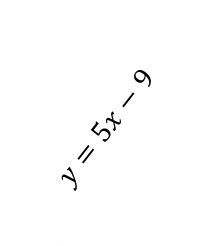 y = 5x − 9